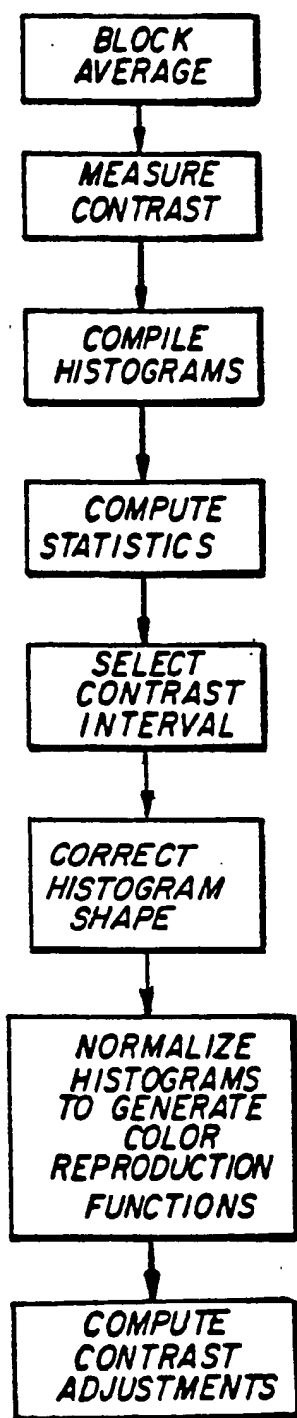 BLOCK
AVERAGE
MEASURE
CONTRAST
COMPILE
HISTOGRAMS
COMPUTE
STATISTICS
SELECT
CONTRAST
INTERVAL
CORRECT
HISTOGRAM
SHAPE
NORMALIZE
HISTOGRAMS
TO GENERATE
COLOR
REPRODUCTION
FUNCTIONS
COMPUTE
CONTRAST
ADJUSTMENTS